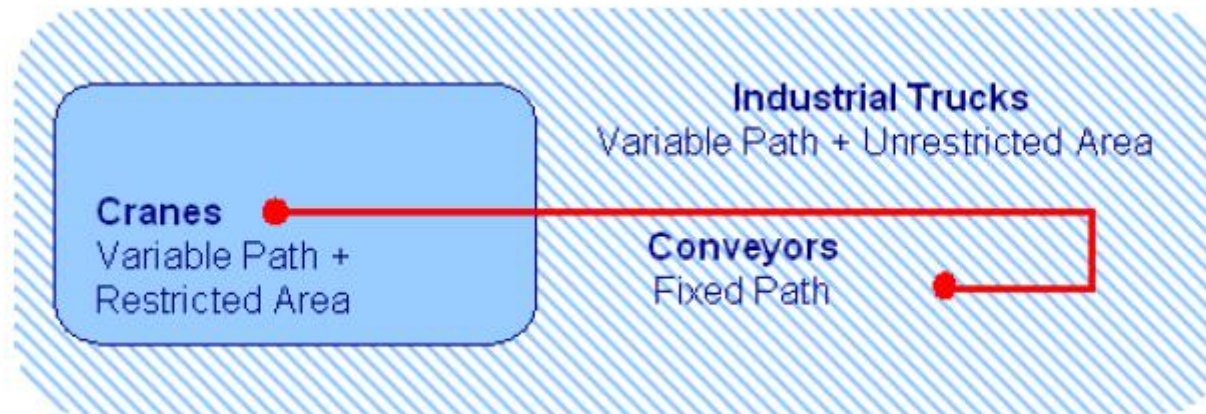 Industrial Trucks
Variable Path + Unrestricted Area
Cranes
Variable Path +
Restricted Area
Conveyors
Fixed Path